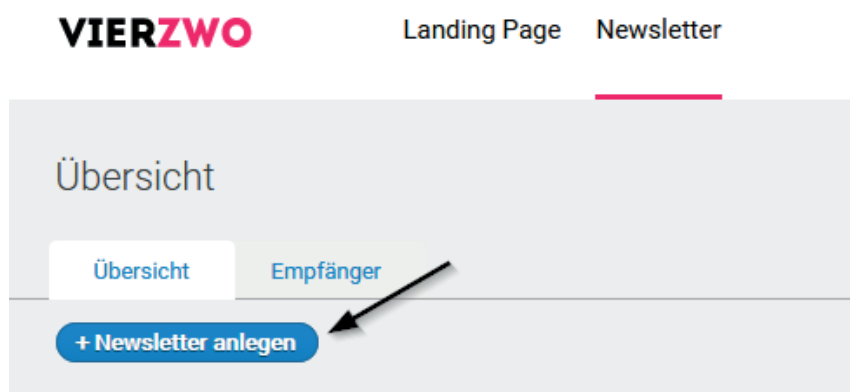 VIERZWO Landing Page Newsletter
Übersicht
Übersicht Empfänger
+ Newsletter anlegen